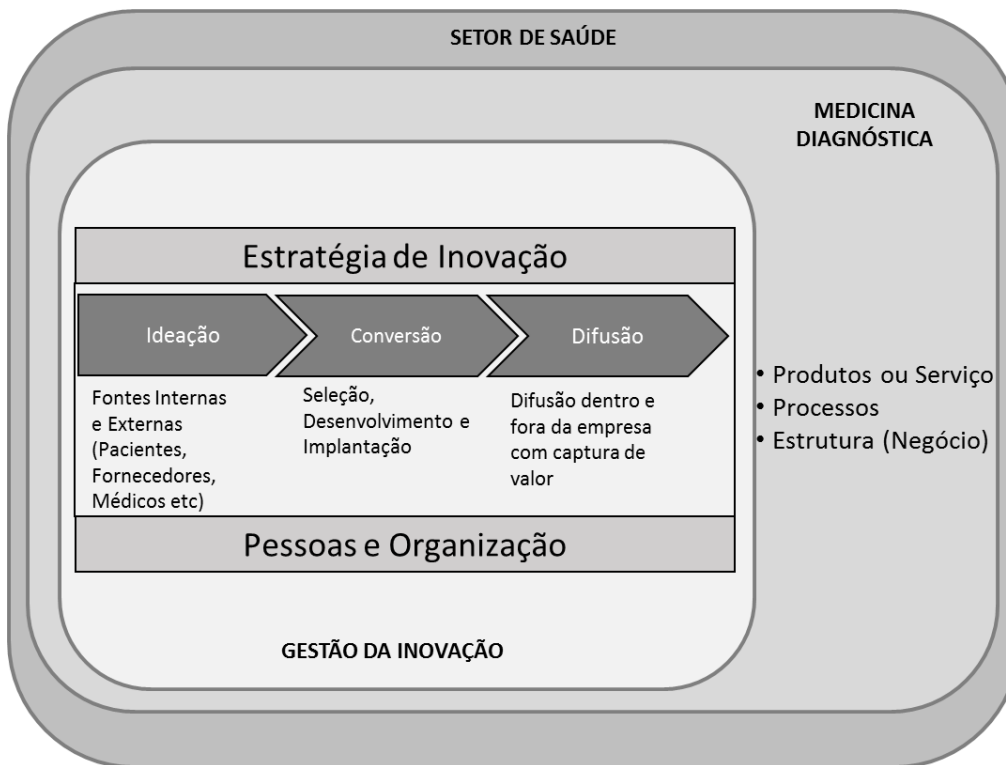 SETOR DE SAÚDE
MEDICINA
DIAGNÓSTICA
Estratégia de Inovação
Ideação
Conversão
Difusão
Fontes Internas
e Externas
(Pacientes,
Fornecedores,
Médicos etc)
Seleção,
Desenvolvimento e
Implantação
Difusão dentro e
fora da empresa
com captura de
valor
• Produtos ou Serviço
• Processos
• Estrutura (Negócio)
Pessoas e Organização
GESTÃO DA INOVAÇÃO